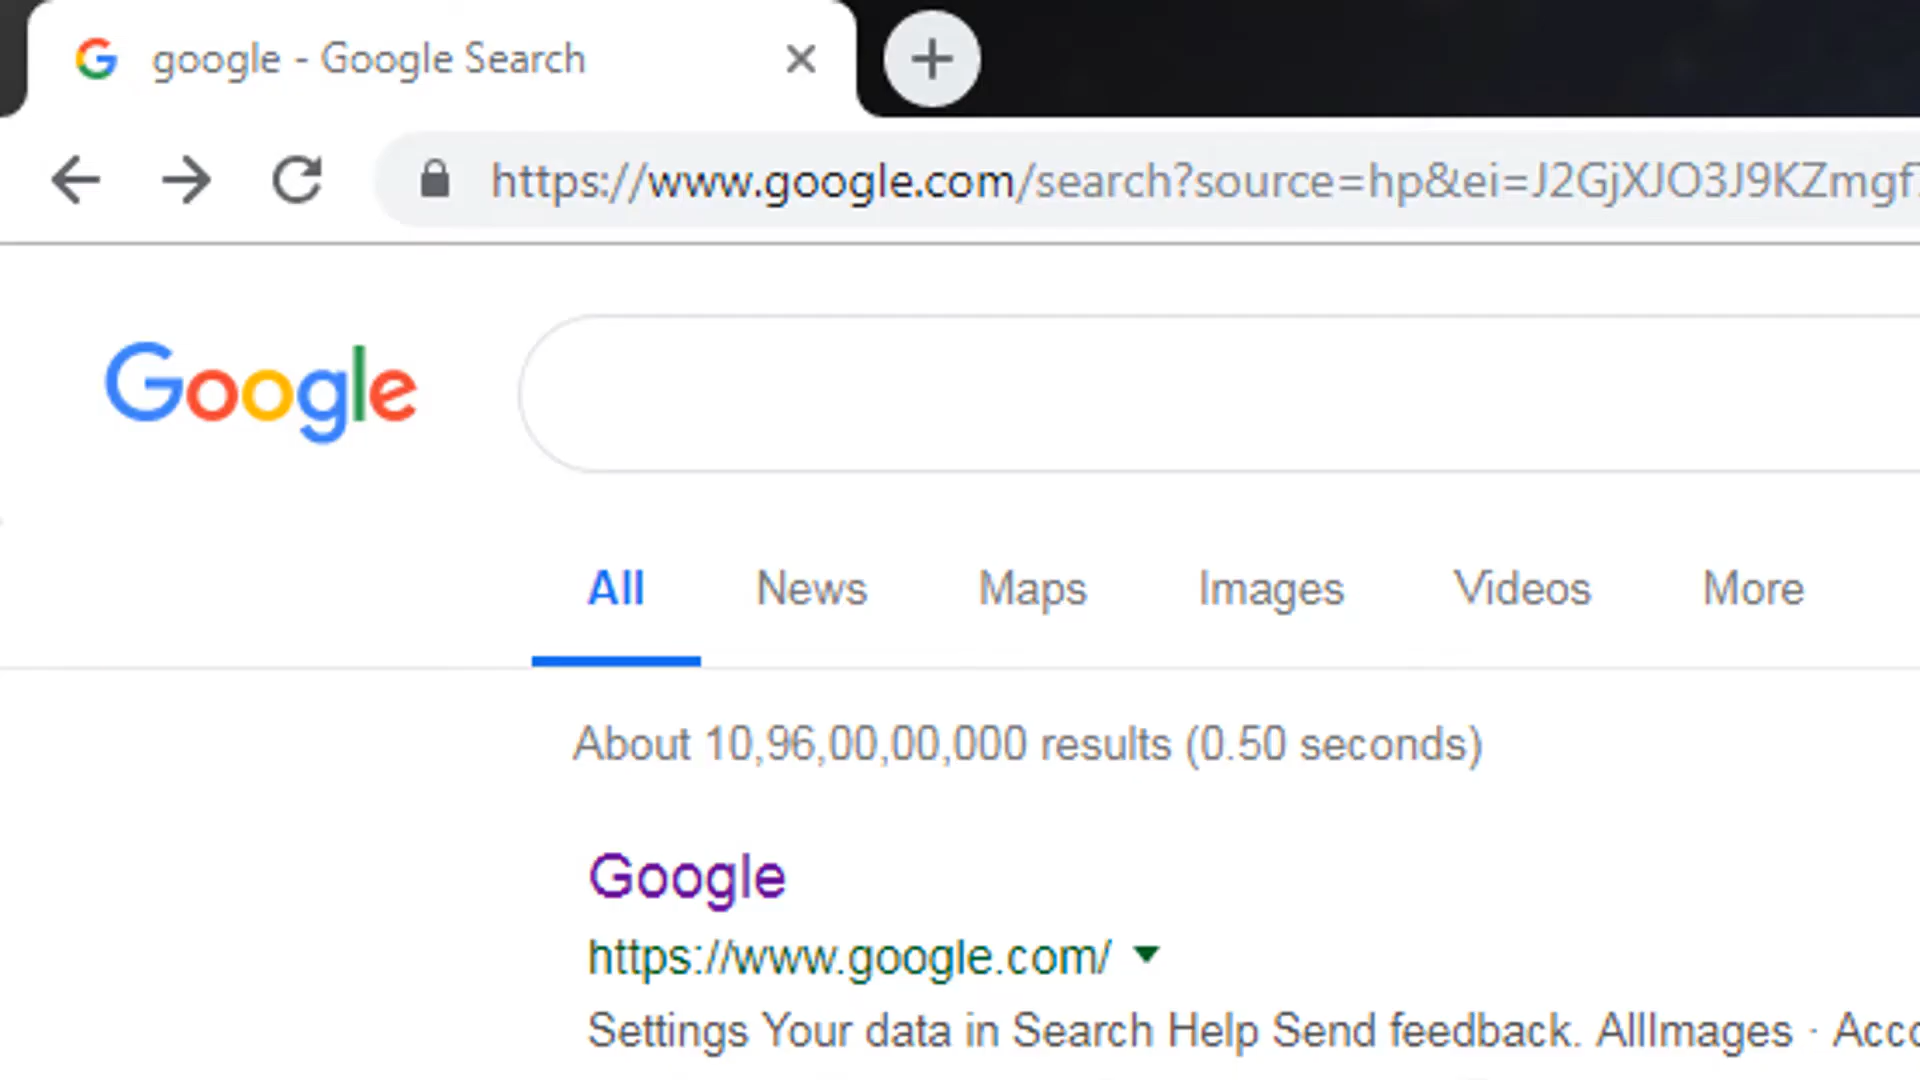 google - Google Search
https://www.google.com/search?source=hp&ei=J2GjXJO3J9KZmgf
Google
All News Maps Images Videos More
About 10,96,00,00,000 results (0.50 seconds)
Google
https://www.google.com/
Settings Your data in Search Help Send feedback. AllImages · Acco